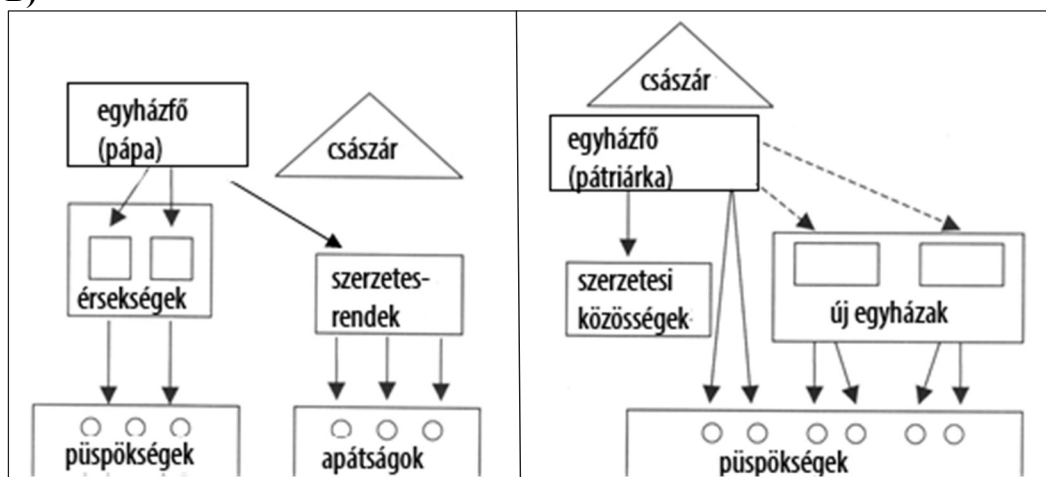 egyházfő
(pápa)
császár
érsekségek
szerzetes-
rendek
püspökségek
apátságok
császár
egyházfő
(pátriárka)
szerzetesi
közösségek
új egyházak
püspökségek